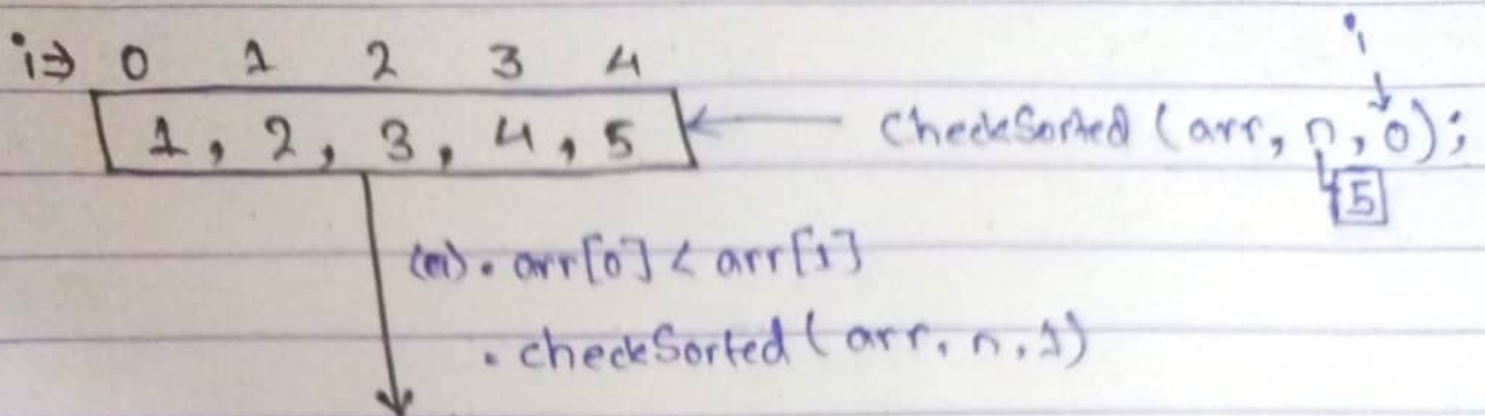 i⇒ 0 1 2 3 4
i
1, 2, 3, 4, 5 ← checkSorted (arr, n, 0);
5
• arr[0] < arr[1]
• checkSorted (arr, n, 1)